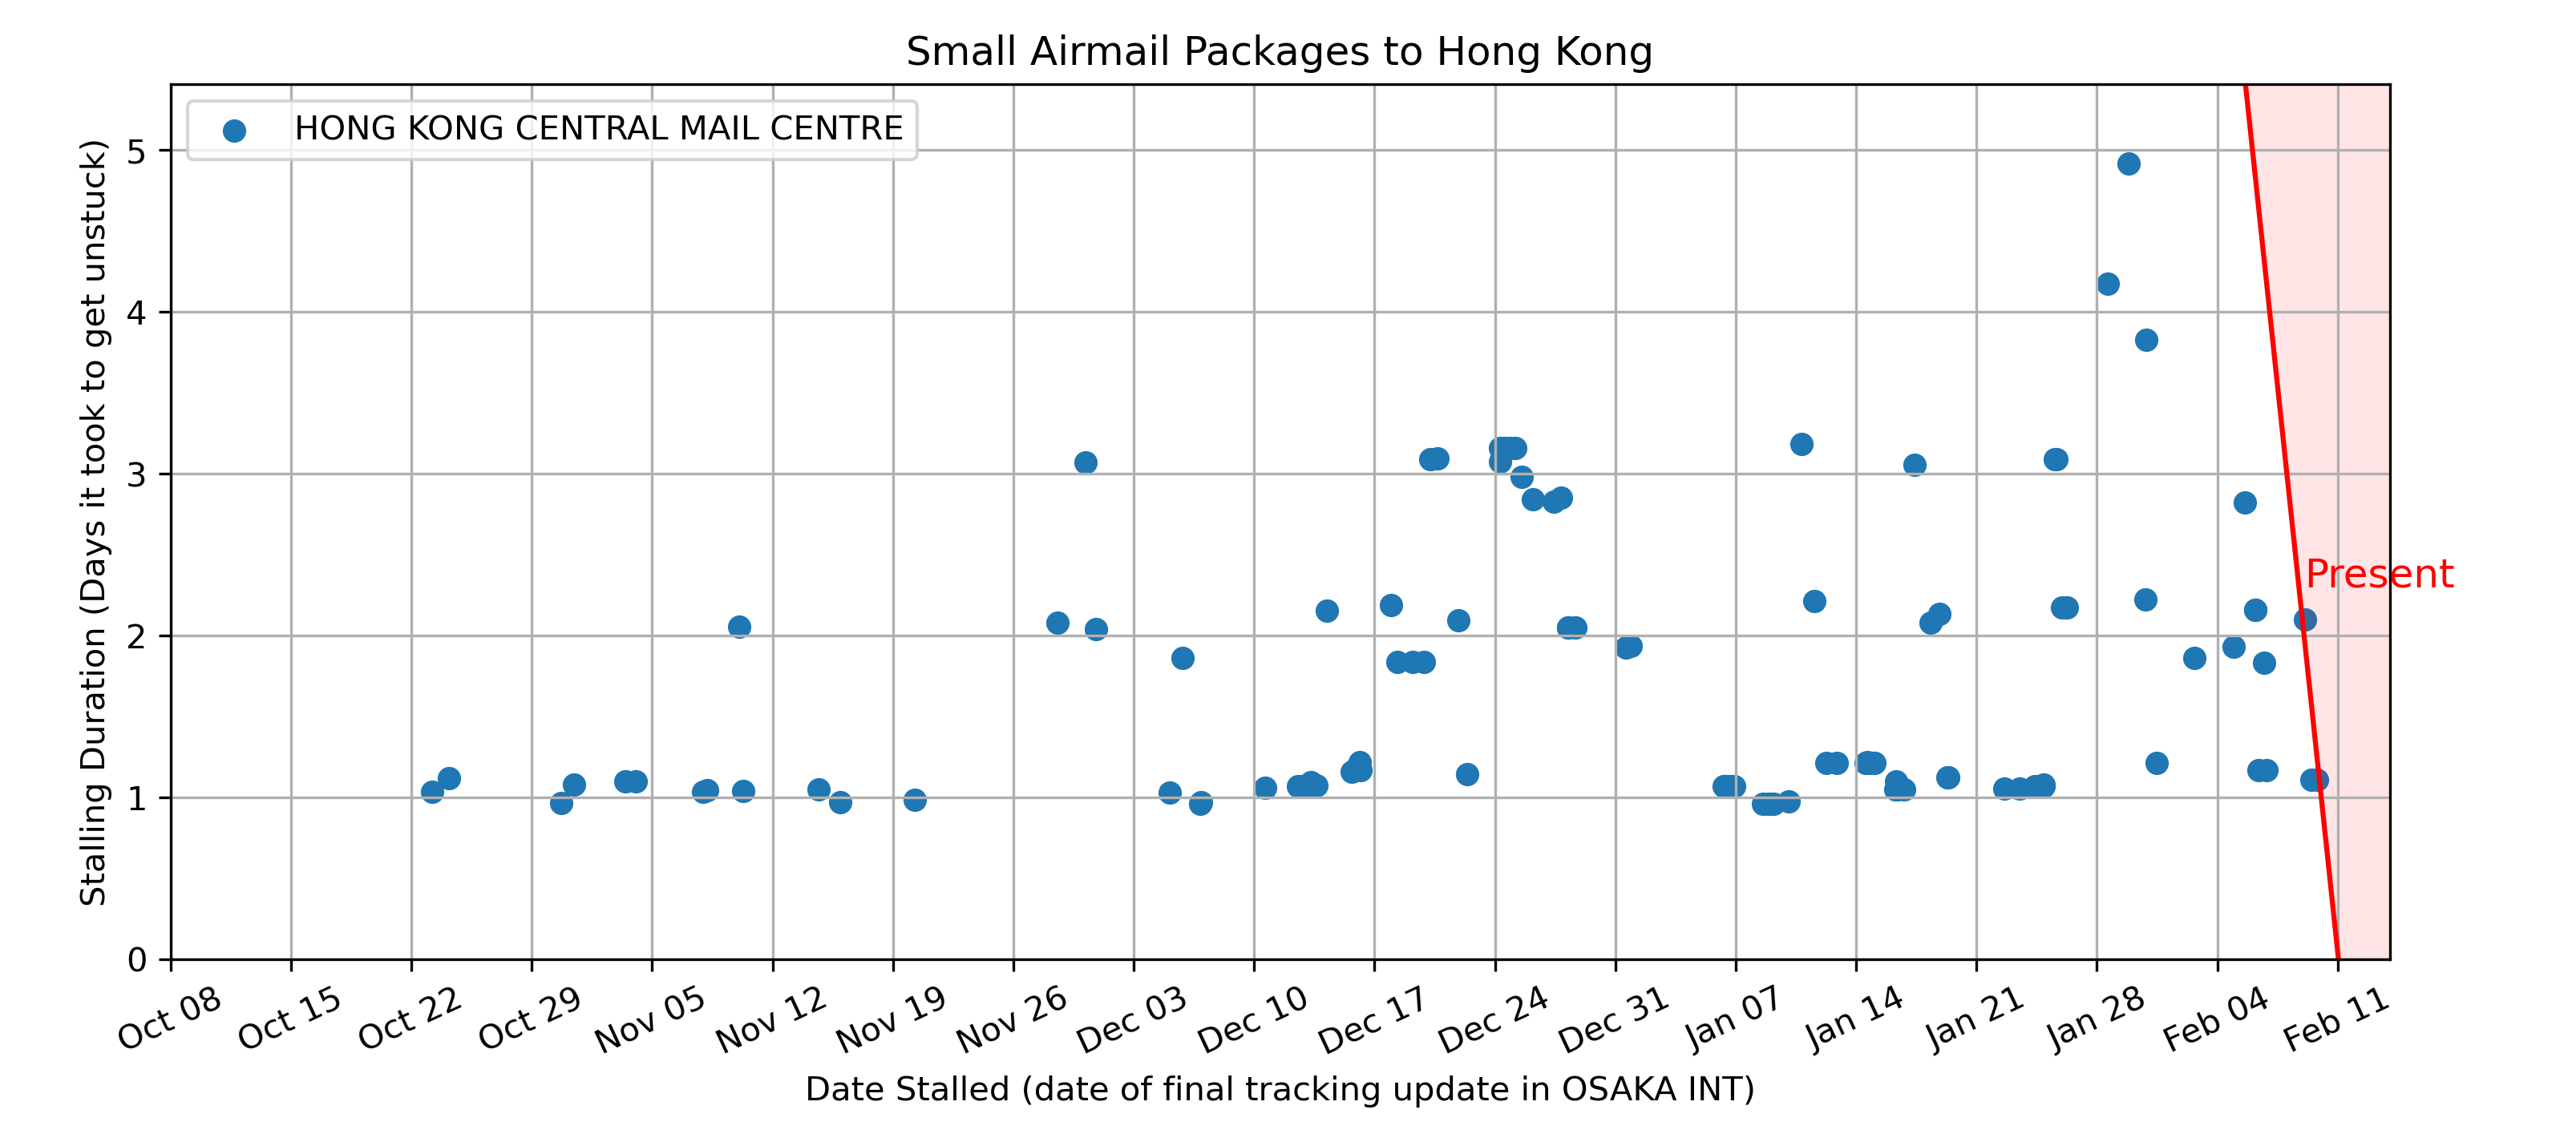 Small Airmail Packages to Hong Kong
HONG KONG CENTRAL MAIL CENTRE
Stalling Duration (Days it took to get unstuck)
5
4
3
2
1
0
Present
Oct 08
Oct 15
Oct 22
Oct 29
Nov 05
Nov 12
Nov 19
Nov 26
Dec 03
Dec 10
Dec 17
Dec 24
Dec 31
Jan 07
Jan 14
Jan 21
Jan 28
Feb 04
Feb 11
Date Stalled (date of final tracking update in OSAKA INT)